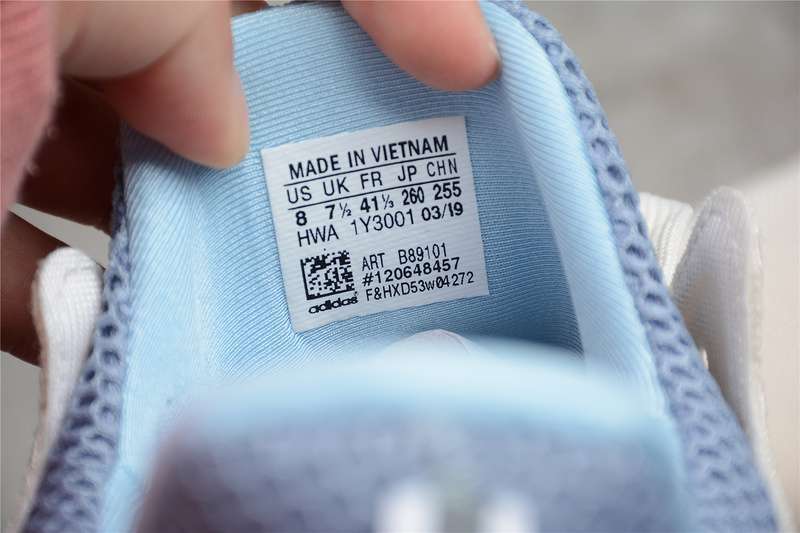 MADE IN VIETNAM
US UK FR JP CHN
8 7½ 41⅓ 260 255
HWA 1Y3001 03/19
ART B89101
#120648457
F&HXD53w04272
adidas